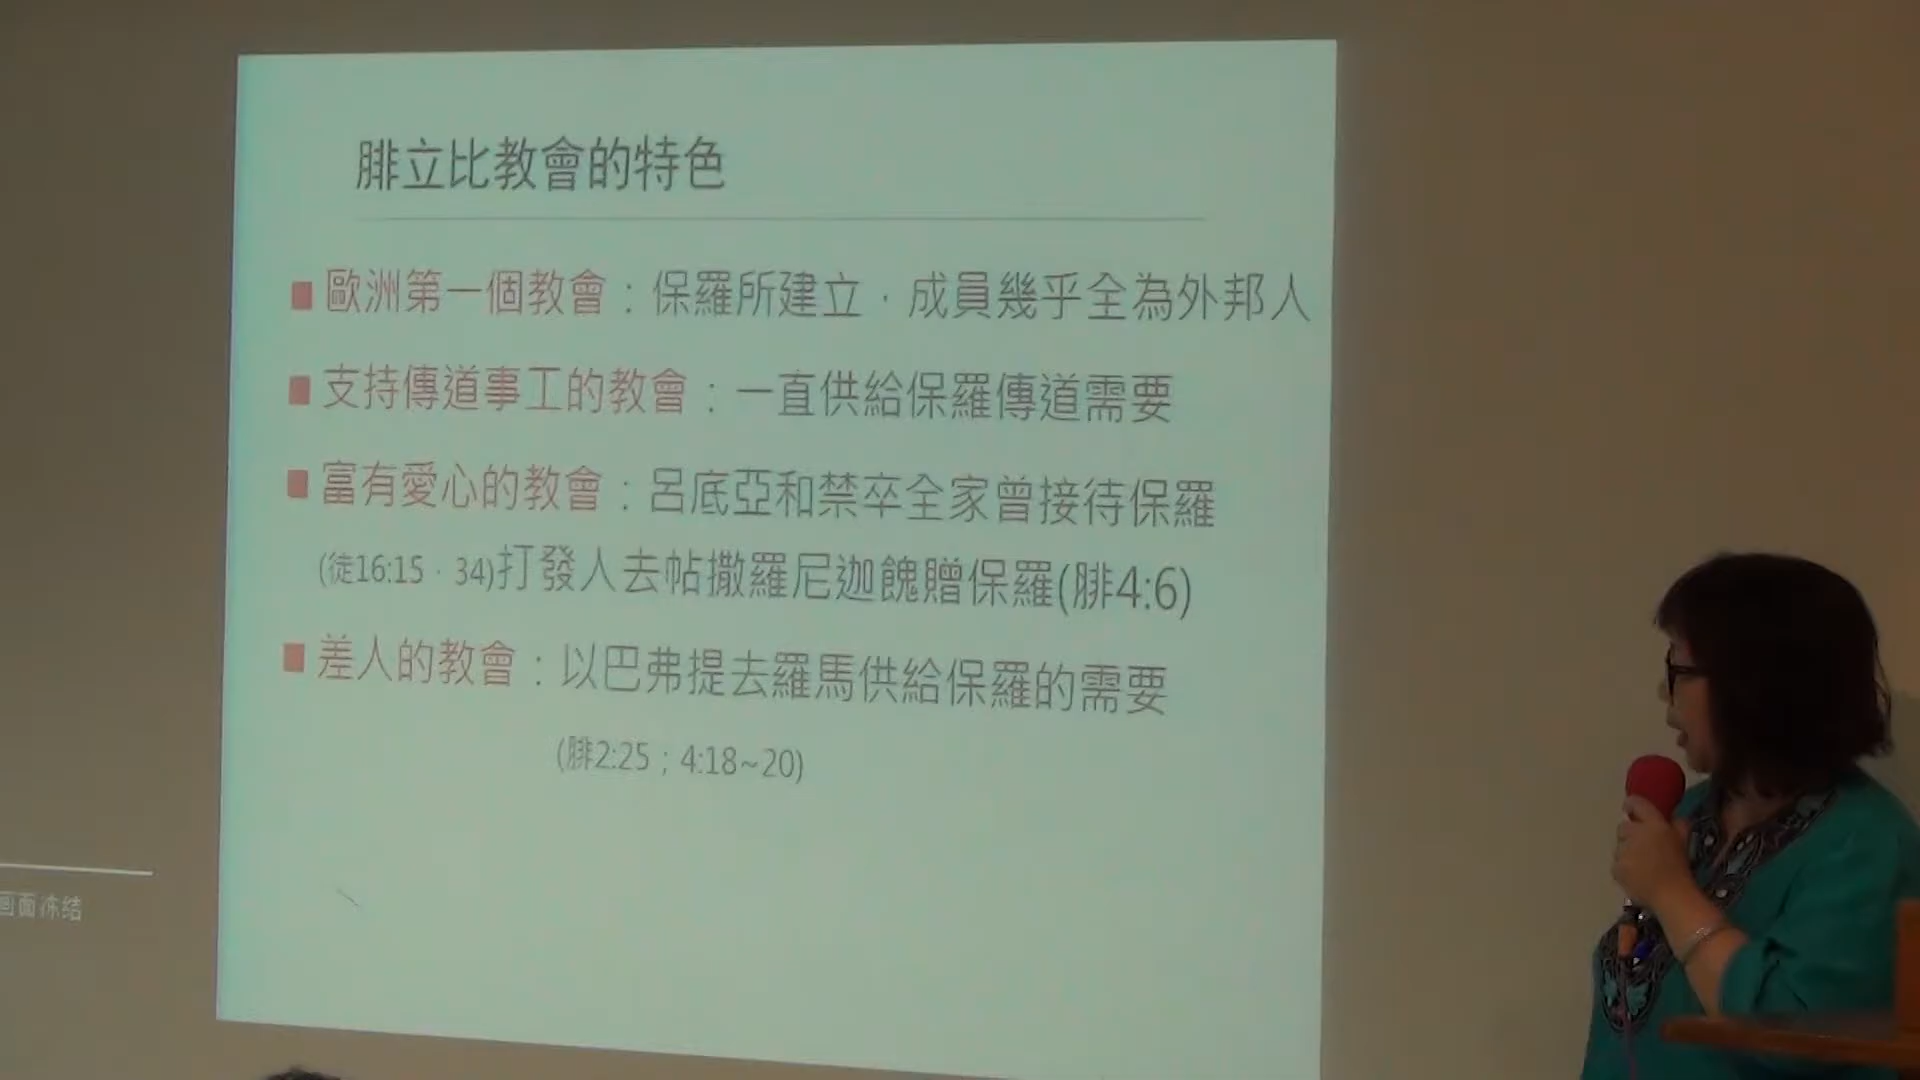 腓立比教會的特色
歐洲第一個教會：保羅所建立，成員幾乎全為外邦人
支持傳道事工的教會：一直供給保羅傳道需要
富有愛心的教會：呂底亞和禁卒全家曾接待保羅
(徒16:15，34)打發人去帖撒羅尼迦餽贈保羅(腓4:6)
差人的教會：以巴弗提去羅馬供給保羅的需要
(腓2:25；4:18~20)
画面冻结